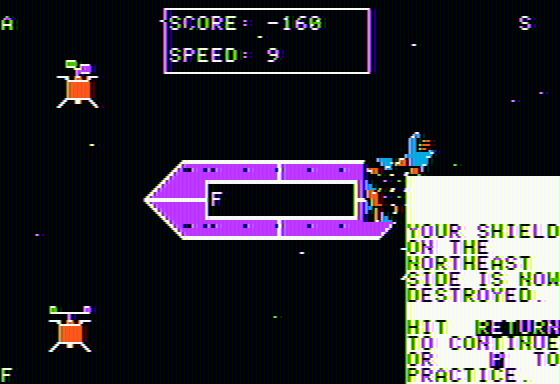 A
SCORE: -160
S
SPEED: 9
F
YOUR SHIELD
ON THE
NORTHEAST
SIDE IS NOW
DESTROYED.
HIT RETURN
TO CONTINUE
OR P TO
PRACTICE.
F